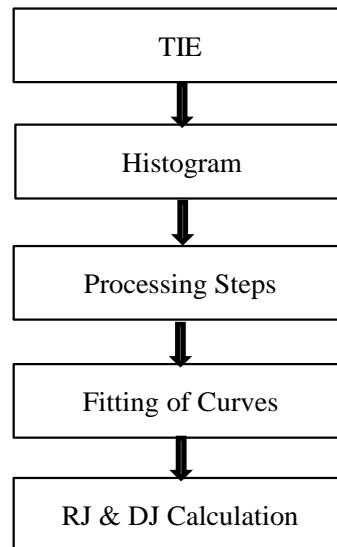 TIE
Histogram
Processing Steps
Fitting of Curves
RJ & DJ Calculation